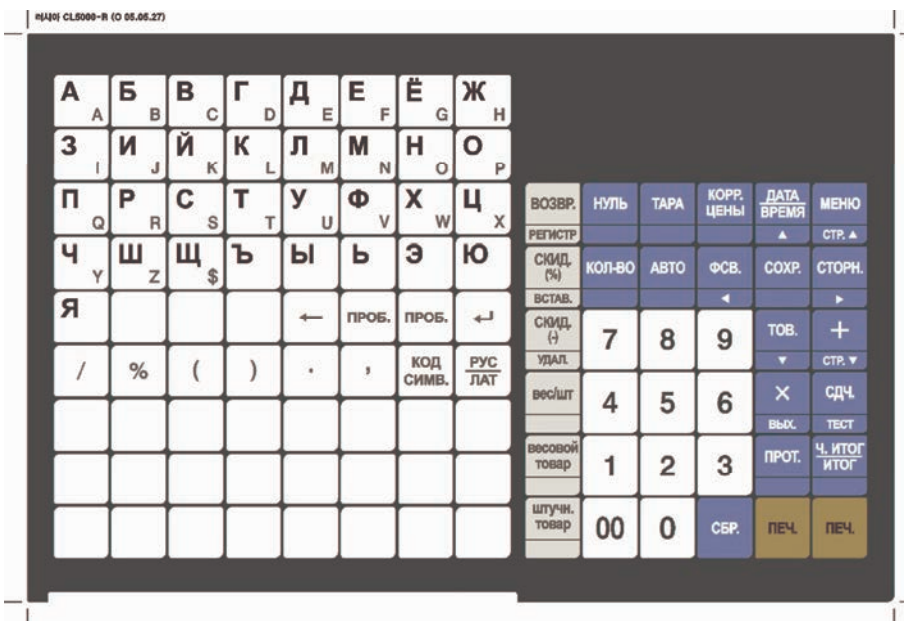 러시아 CL5000-R (O 05.05.27)
А A Б B В C Г D Д E Е F Ё G Ж H
З I И J Й K К L Л M М N Н O О P
П Q Р R С S Т T У U Ф V Х W Ц X
Ч Y Ш Z Щ $ Ъ Ы Ь Э Ю
Я ← ПРОБ. ПРОБ. ↵
/ % ( ) . , КОД СИМВ. РУС ЛАТ
ВОЗВР. НУЛЬ ТАРА КОРР. ЦЕНЫ ДАТА ВРЕМЯ МЕНЮ
РЕГИСТР ▲ СТР. ▲
СКИД. (%) КОЛ-ВО АВТО ФСВ. СОХР. СТОРН.
ВСТАВ. ◄ ►
СКИД. (-) 7 8 9 ТОВ. +
УДАЛ. ▼ СТР. ▼
вес/шт 4 5 6 × СДЧ.
ВЫХ. ТЕСТ
весовой товар 1 2 3 ПРОТ. Ч. ИТОГ ИТОГ
штучн. товар 00 0 СБР. ПЕЧ. ПЕЧ.